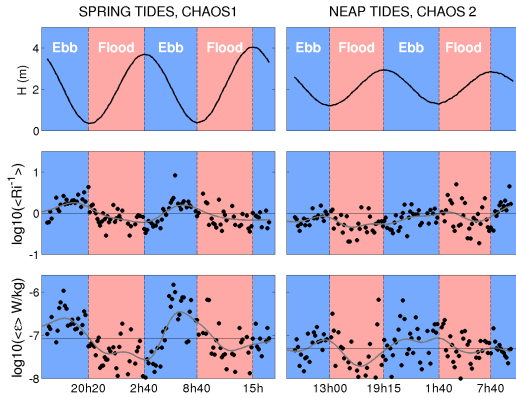 SPRING TIDES, CHAOS1
NEAP TIDES, CHAOS 2
Ebb Flood Ebb Flood
Ebb Flood Ebb Flood
H (m)
4
2
0
log10(<Ri⁻¹>)
1
0
-1
log10(<ε> W/kg)
-6
-7
-8
20h20 2h40 8h40 15h
13h00 19h15 1h40 7h40